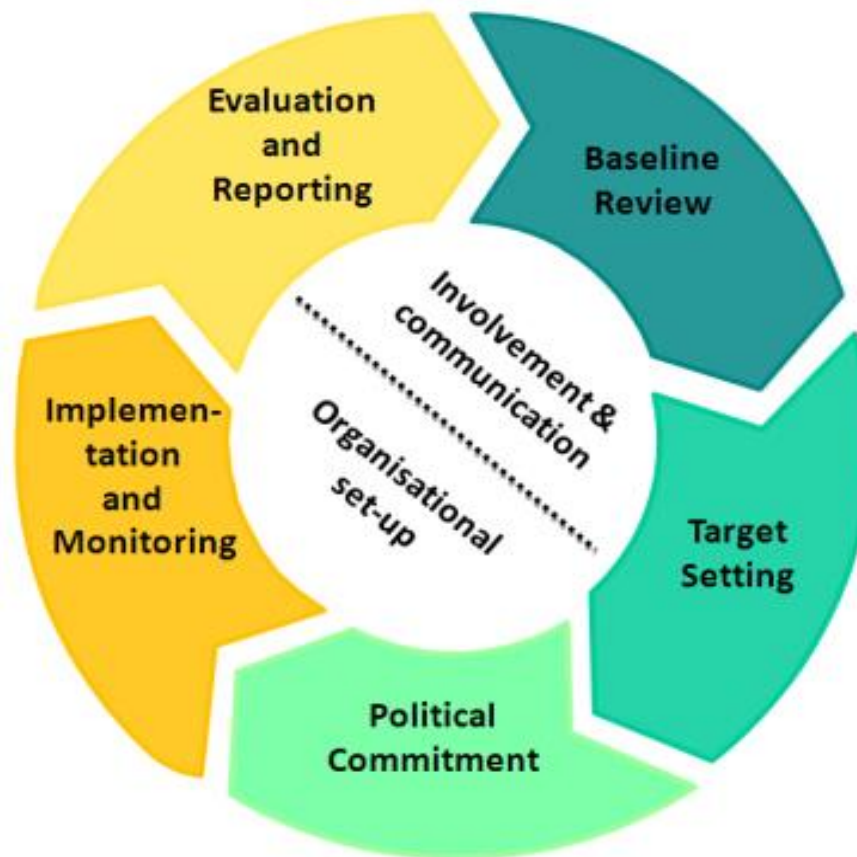 Evaluation
and
Reporting
Baseline
Review
Involvement &
communication
Organisational
set-up
Implemen-
tation
and
Monitoring
Target
Setting
Political
Commitment